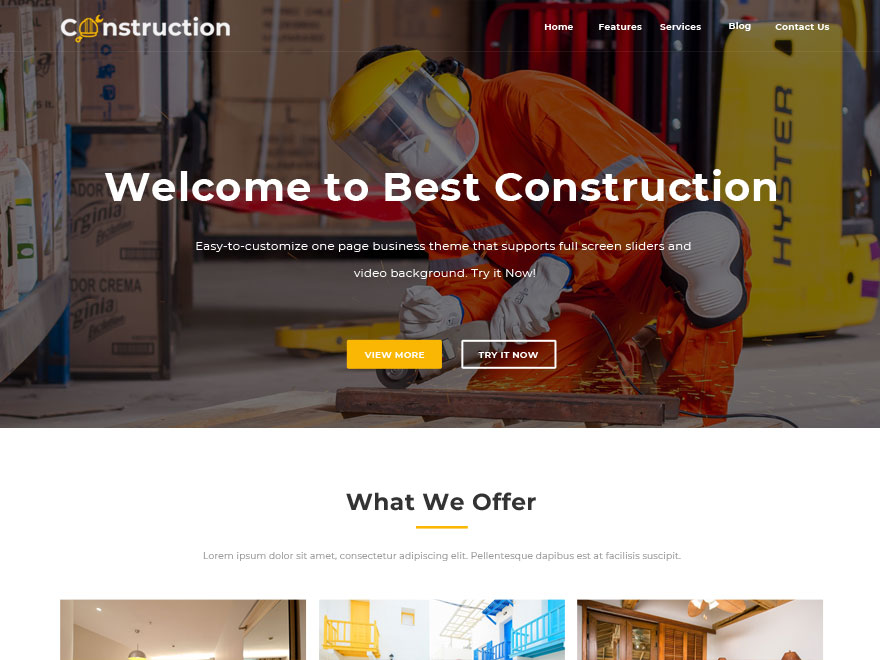 Construction
Home Features Services Blog Contact Us
HYSTER
Welcome to Best Construction
Easy-to-customize one page business theme that supports full screen sliders and
video background. Try it Now!
VIEW MORE TRY IT NOW
What We Offer
Lorem ipsum dolor sit amet, consectetur adipiscing elit. Pellentesque dapibus est at facilisis suscipit.